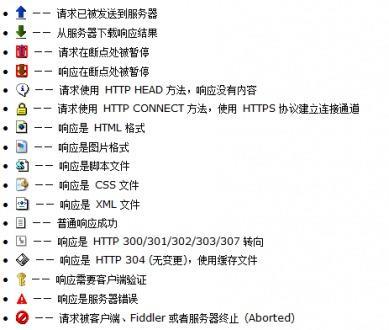 —— 请求已被发送到服务器
—— 从服务器下载响应结果
—— 请求在断点处被暂停
—— 响应在断点处被暂停
—— 请求使用 HTTP HEAD 方法，响应没有内容
—— 请求使用 HTTP CONNECT 方法，使用 HTTPS 协议建立连接通道
—— 响应是 HTML 格式
—— 响应是图片格式
—— 响应是脚本文件
—— 响应是 CSS 文件
—— 响应是 XML 文件
—— 普通响应成功
—— 响应是 HTTP 300/301/302/303/307 转向
—— 响应是 HTTP 304 (无变更)，使用缓存文件
—— 响应需要客户端验证
—— 响应是服务器错误
—— 请求被客户端、Fiddler 或者服务器终止 (Aborted)